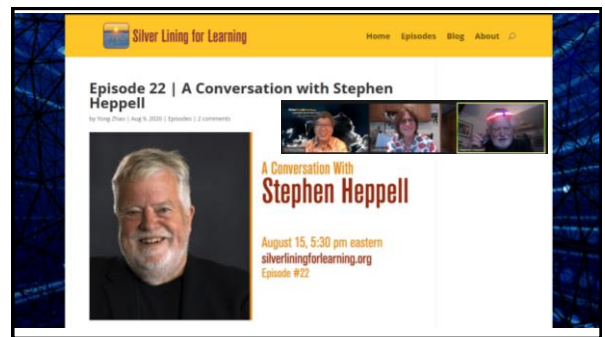 Silver Lining for Learning
Home Episodes Blog About
Episode 22 | A Conversation with Stephen
Heppell
by Yong Zhao | Aug 9, 2020 | Episodes | 2 comments
A Conversation With
Stephen Heppell
August 15, 5:30 pm eastern
silverliningforlearning.org
Episode #22